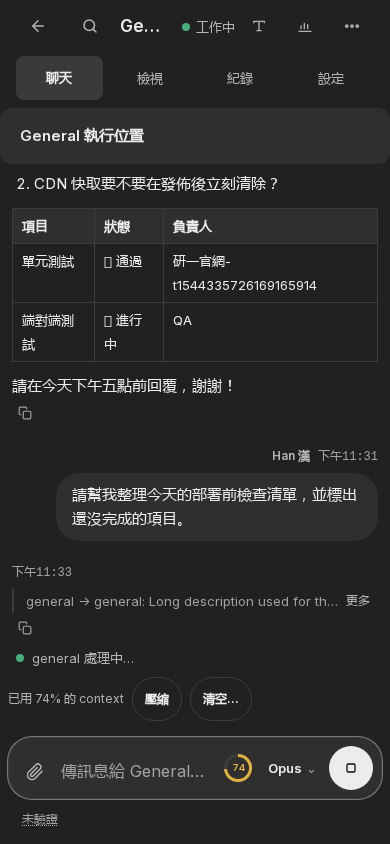 Ge...
工作中
聊天
檢視
紀錄
設定
General 執行位置
2. CDN 快取要不要在發佈後立刻清除？
項目 狀態 負責人
單元測試 通過 研一官網-
t1544335726169165914
端對端測 進行 QA
試 中
請在今天下午五點前回覆，謝謝！
Han 漢 下午11:31
請幫我整理今天的部署前檢查清單，並標出
還沒完成的項目。
下午11:33
general → general: Long description used for th... 更多
general 處理中...
已用 74% 的 context 壓縮 清空...
傳訊息給 General... 74 Opus
未驗證